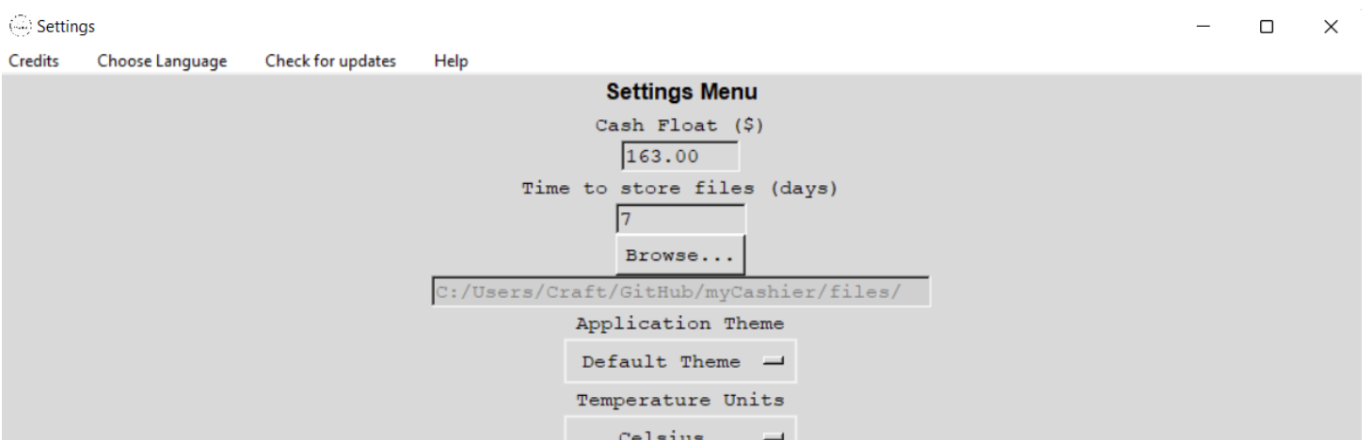 Settings
Credits Choose Language Check for updates Help
Settings Menu
Cash Float ($)
163.00
Time to store files (days)
7
Browse...
C:/Users/Craft/GitHub/myCashier/files/
Application Theme
Default Theme
Temperature Units
Celsius